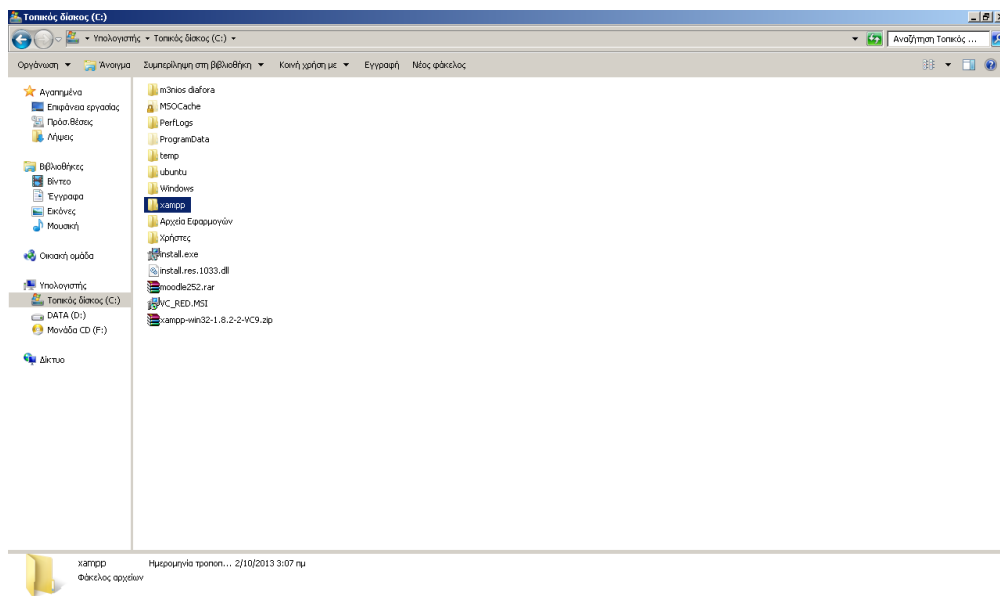 Τοπικός δίσκος (C:)
Υπολογιστής Τοπικός δίσκος (C:)
Αναζήτηση Τοπικός ...
Οργάνωση Άνοιγμα Συμπερίληψη στη βιβλιοθήκη Κοινή χρήση με Εγγραφή Νέος φάκελος
Αγαπημένα
Επιφάνεια εργασίας
Πρόσ.θέσεις
Λήψεις
Βιβλιοθήκες
Βίντεο
Έγγραφα
Εικόνες
Μουσική
Οικιακή ομάδα
Υπολογιστής
Τοπικός δίσκος (C:)
DATA (D:)
Μονάδα CD (F:)
Δίκτυο
m3nios diafora
MSOCache
PerfLogs
ProgramData
temp
ubuntu
Windows
xampp
Αρχεία Εφαρμογών
Χρήστες
install.exe
install.res.1033.dll
moodle252.rar
VC_RED.MSI
xampp-win32-1.8.2-2-VC9.zip
xampp Ημερομηνία τροποπ... 2/10/2013 3:07 πμ
Φάκελος αρχείων